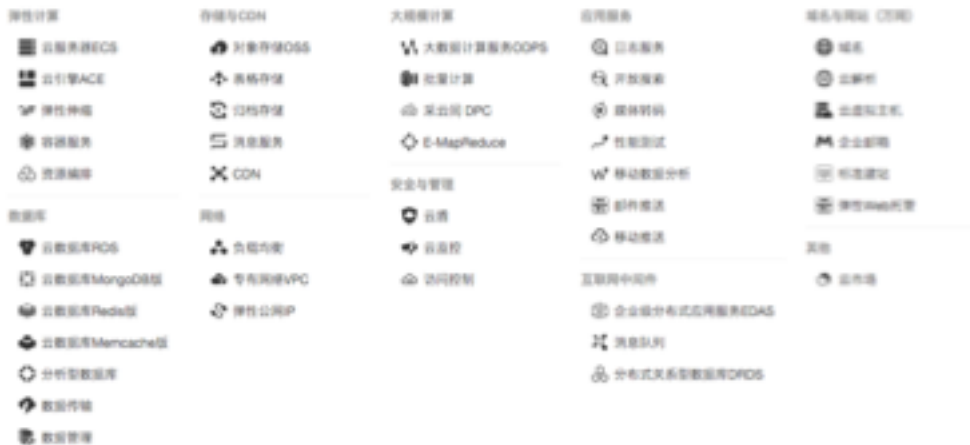 弹性计算
云服务器ECS
云引擎ACE
弹性伸缩
容器服务
资源编排
数据库
云数据库RDS
云数据库MongoDB版
云数据库Redis版
云数据库Memcache版
分析型数据库
数据传输
数据管理
存储与CDN
对象存储OSS
表格存储
归档存储
消息服务
CDN
网络
负载均衡
专有网络VPC
弹性公网IP
大规模计算
大数据计算服务ODPS
批量计算
采云间 DPC
E-MapReduce
安全与管理
云盾
云监控
访问控制
应用服务
日志服务
开放搜索
媒体转码
性能测试
移动数据分析
邮件推送
移动推送
互联网中间件
企业级分布式应用服务EDAS
消息队列
分布式关系型数据库DRDS
域名与网站（万网）
域名
云解析
云虚拟主机
企业邮箱
标准建站
弹性Web托管
其他
云市场